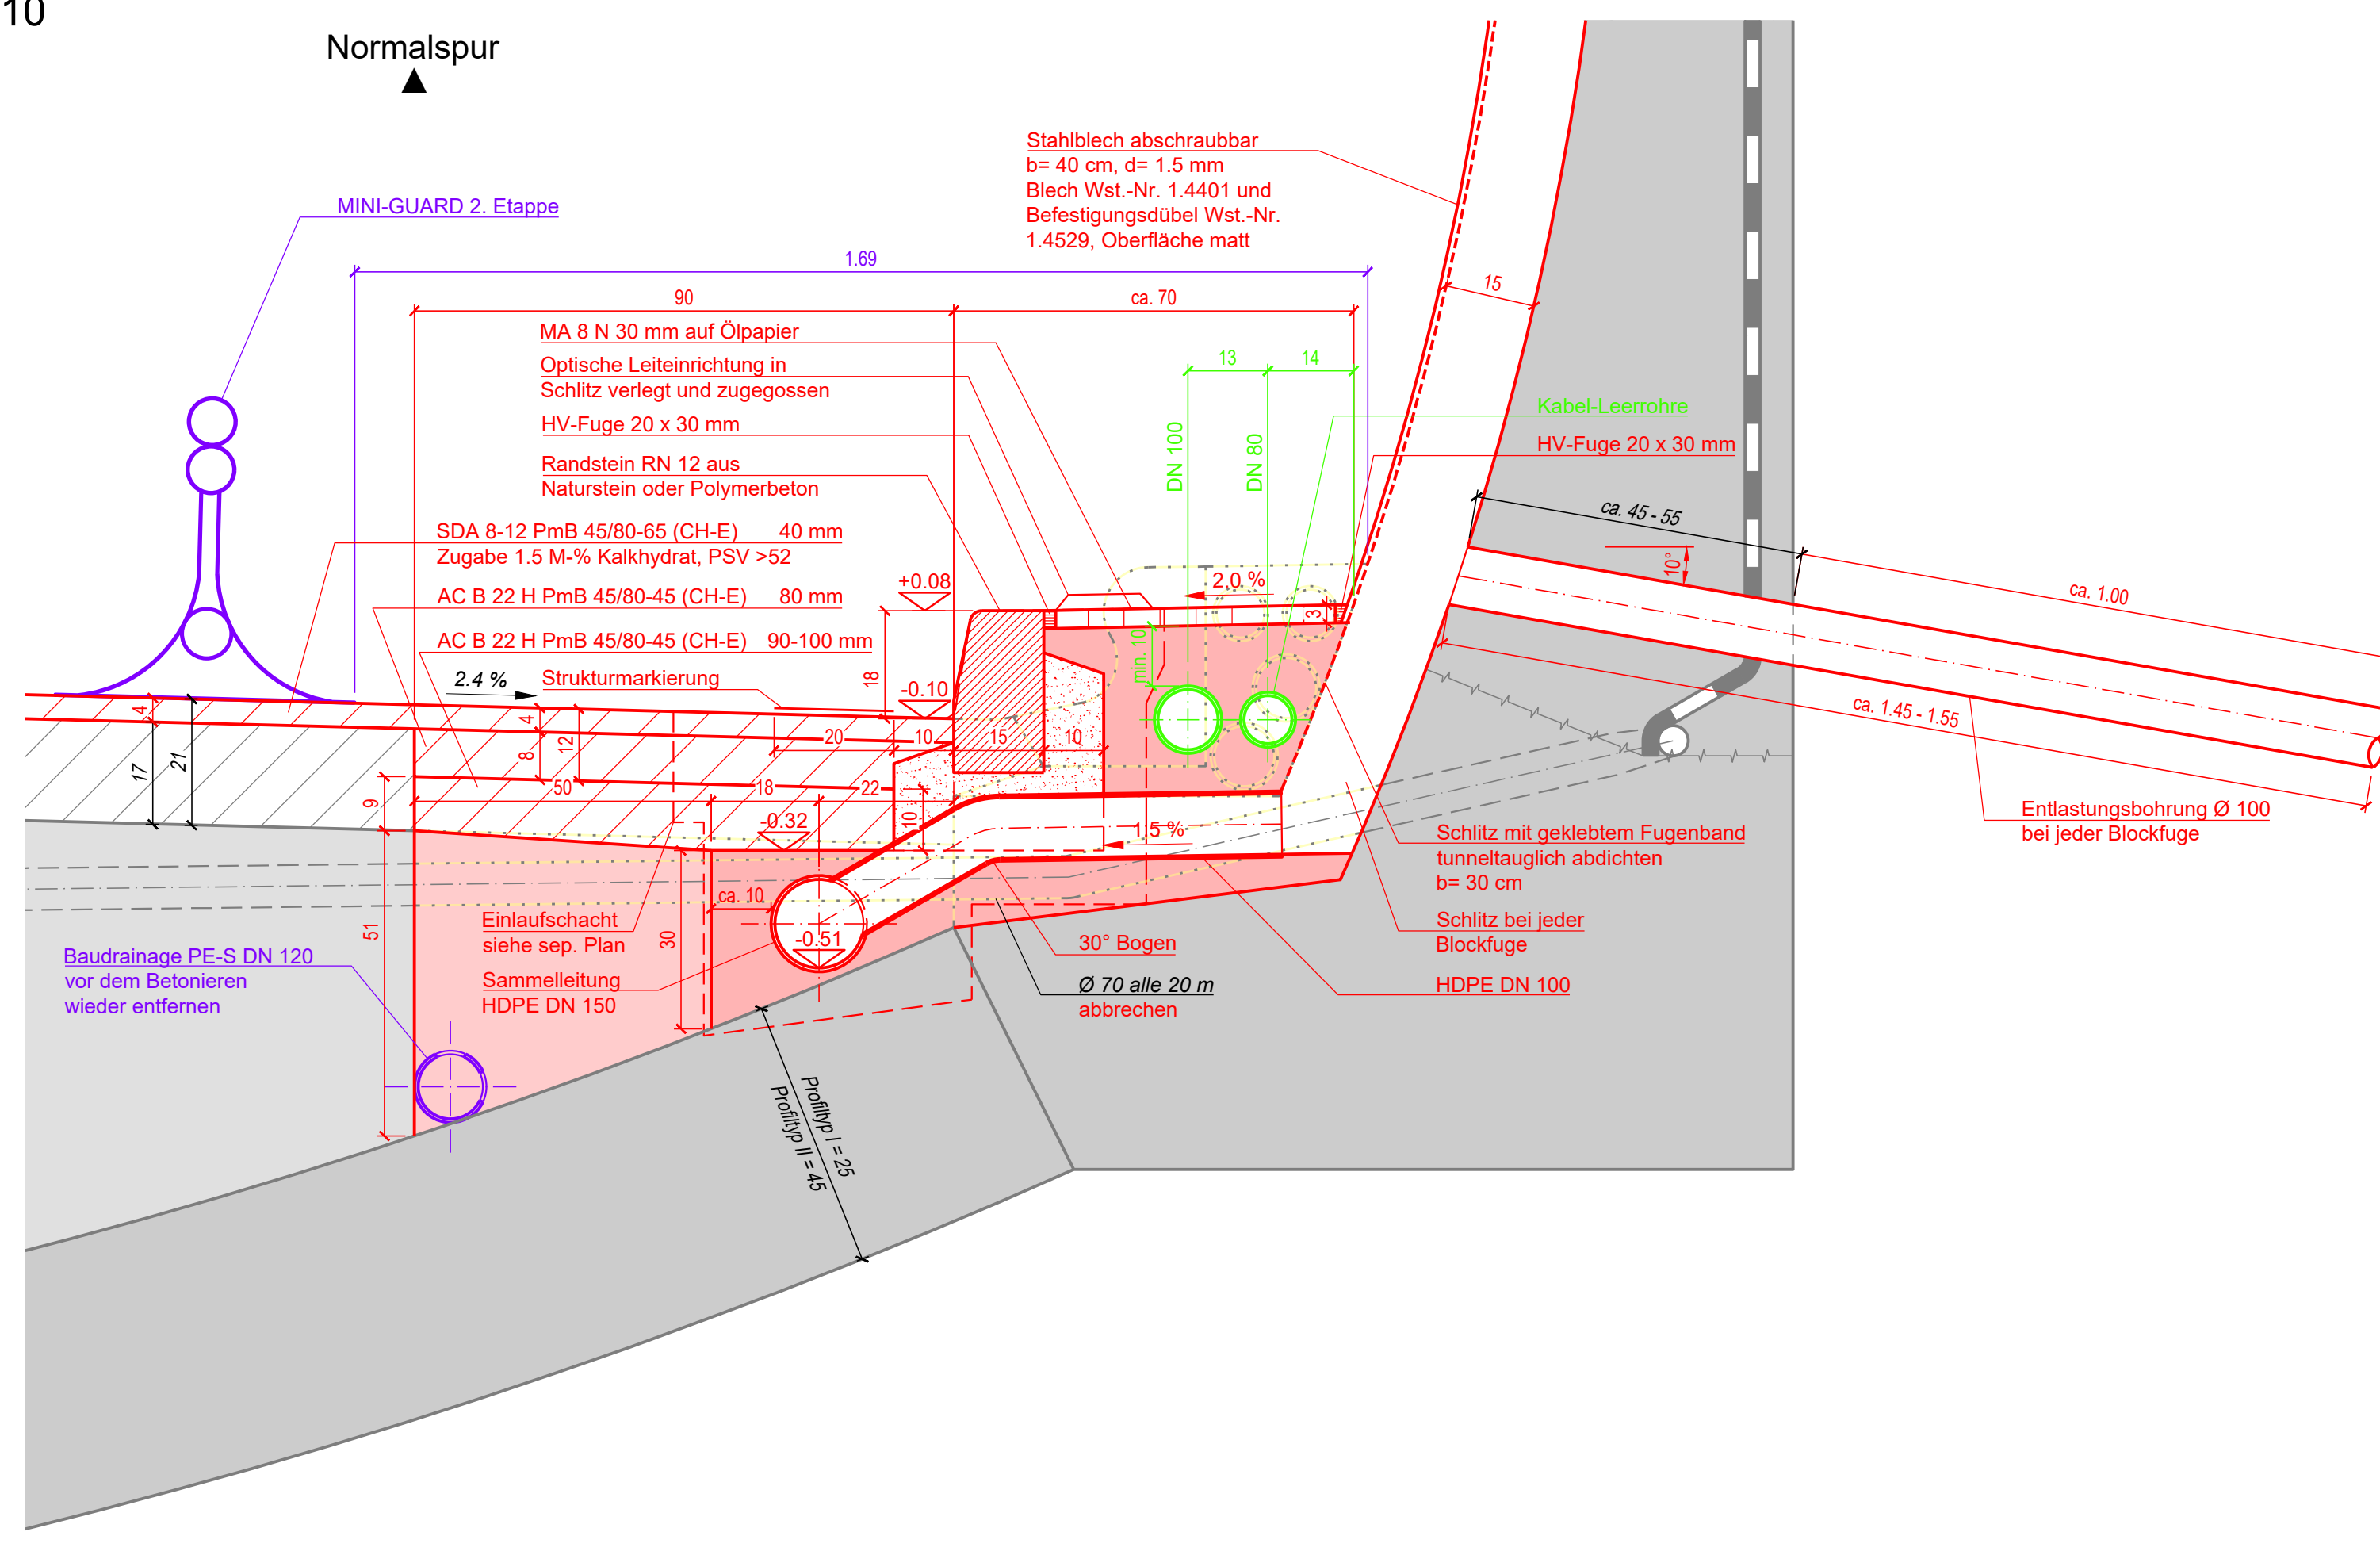 10
Normalspur
Stahlblech abschraubbar
b= 40 cm, d= 1.5 mm
Blech Wst.-Nr. 1.4401 und
Befestigungsdübel Wst.-Nr.
1.4529, Oberfläche matt
MINI-GUARD 2. Etappe
1.69
90
ca. 70
15
MA 8 N 30 mm auf Ölpapier
Optische Leiteinrichtung in
Schlitz verlegt und zugegossen
13
14
HV-Fuge 20 x 30 mm
Kabel-Leerrohre
HV-Fuge 20 x 30 mm
Randstein RN 12 aus
Naturstein oder Polymerbeton
DN 100
DN 80
ca. 45 - 55
SDA 8-12 PmB 45/80-65 (CH-E) 40 mm
Zugabe 1.5 M-% Kalkhydrat, PSV >52
10°
ca. 1.00
AC B 22 H PmB 45/80-45 (CH-E) 80 mm
+0.08
2.0 %
3
AC B 22 H PmB 45/80-45 (CH-E) 90-100 mm
min. 10
2.4 %
Strukturmarkierung
18
-0.10
ca. 1.45 - 1.55
4
4
17
21
8
12
20
10
15
10
9
50
18
22
-0.32
10
1.5 %
Entlastungsbohrung Ø 100
bei jeder Blockfuge
Schlitz mit geklebtem Fugenband
tunneltauglich abdichten
b= 30 cm
ca. 10
51
30
Einlaufschacht
siehe sep. Plan
-0.51
Schlitz bei jeder
Blockfuge
30° Bogen
Baudrainage PE-S DN 120
vor dem Betonieren
wieder entfernen
Sammelleitung
HDPE DN 150
Ø 70 alle 20 m
abbrechen
HDPE DN 100
Profiltyp I = 25
Profiltyp II = 45